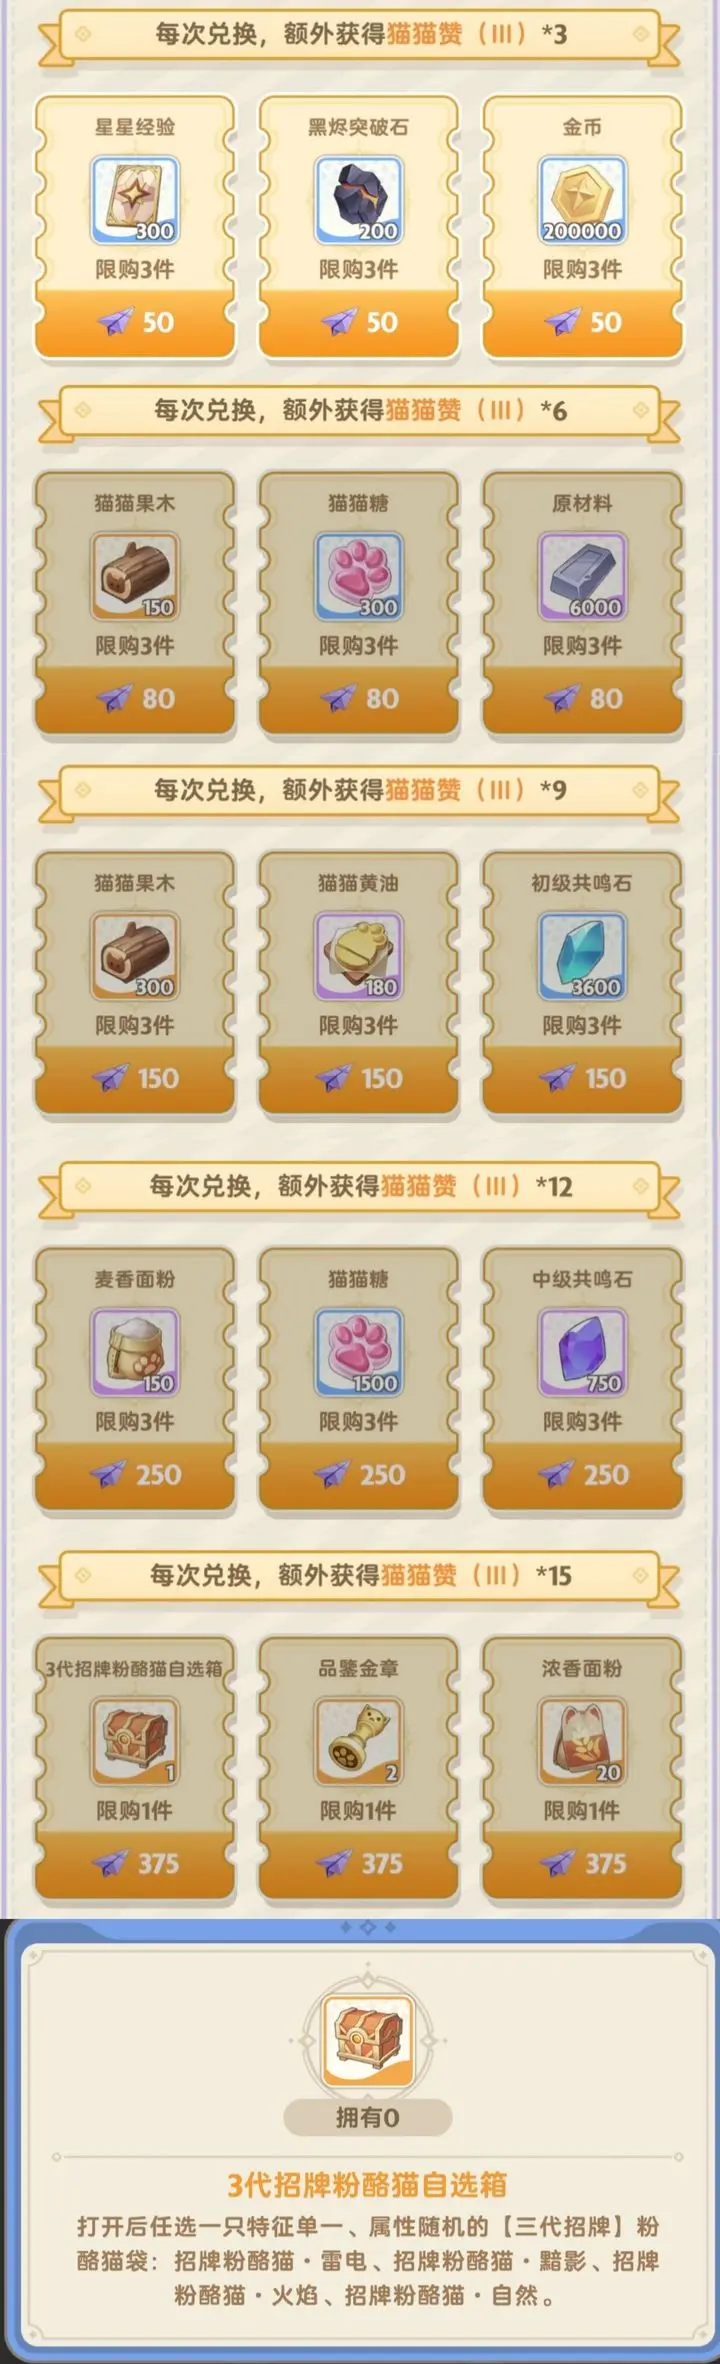 每次兑换，额外获得猫猫赞（III）*3
星星经验 黑烬突破石 金币
300 200 200000
限购3件 限购3件 限购3件
50 50 50
每次兑换，额外获得猫猫赞（III）*6
猫猫果木 猫猫糖 原材料
150 300 6000
限购3件 限购3件 限购3件
80 80 80
每次兑换，额外获得猫猫赞（III）*9
猫猫果木 猫猫黄油 初级共鸣石
300 180 3600
限购3件 限购3件 限购3件
150 150 150
每次兑换，额外获得猫猫赞（III）*12
麦香面粉 猫猫糖 中级共鸣石
150 1500 750
限购3件 限购3件 限购3件
250 250 250
每次兑换，额外获得猫猫赞（III）*15
3代招牌粉酪猫自选箱 品鉴金章 浓香面粉
1 2 20
限购1件 限购1件 限购1件
375 375 375
拥有0
3代招牌粉酪猫自选箱
打开后任选一只特征单一、属性随机的【三代招牌】粉
酪猫袋：招牌粉酪猫·雷电、招牌粉酪猫·黯影、招牌
粉酪猫·火焰、招牌粉酪猫·自然。